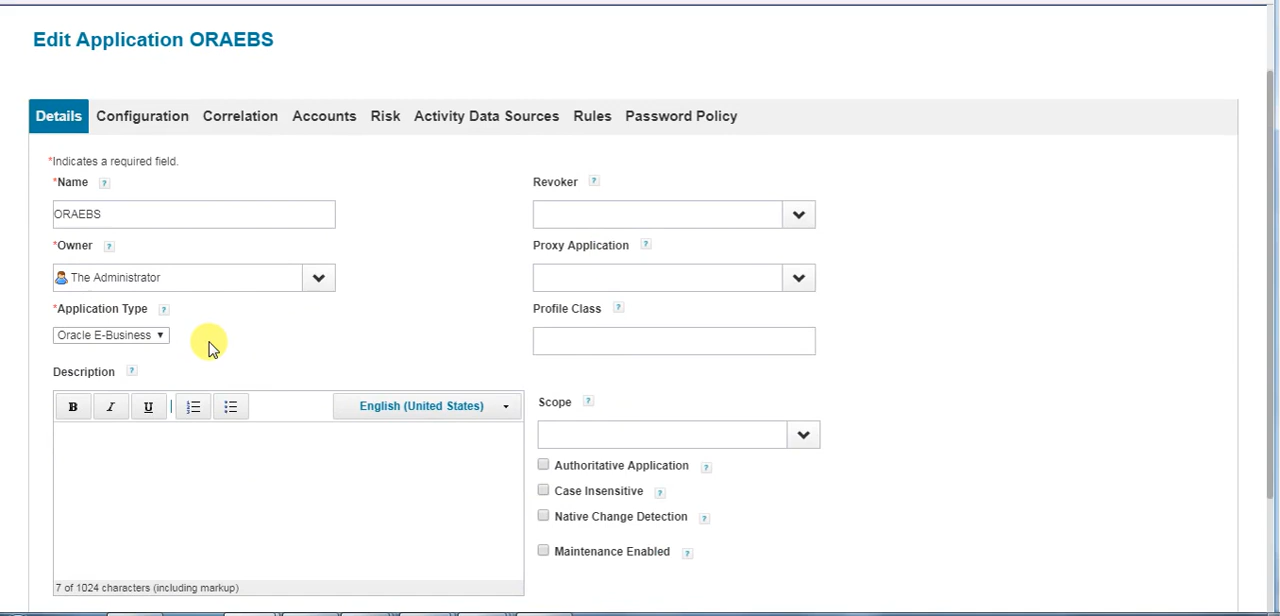 Edit Application ORAEBS
Details Configuration Correlation Accounts Risk Activity Data Sources Rules Password Policy
*Indicates a required field.
*Name ?
ORAEBS
*Owner ?
The Administrator
*Application Type ?
Oracle E-Business
Description ?
B I U English (United States)
7 of 1024 characters (including markup)
Revoker ?
Proxy Application ?
Profile Class ?
Scope ?
Authoritative Application ?
Case Insensitive ?
Native Change Detection ?
Maintenance Enabled ?